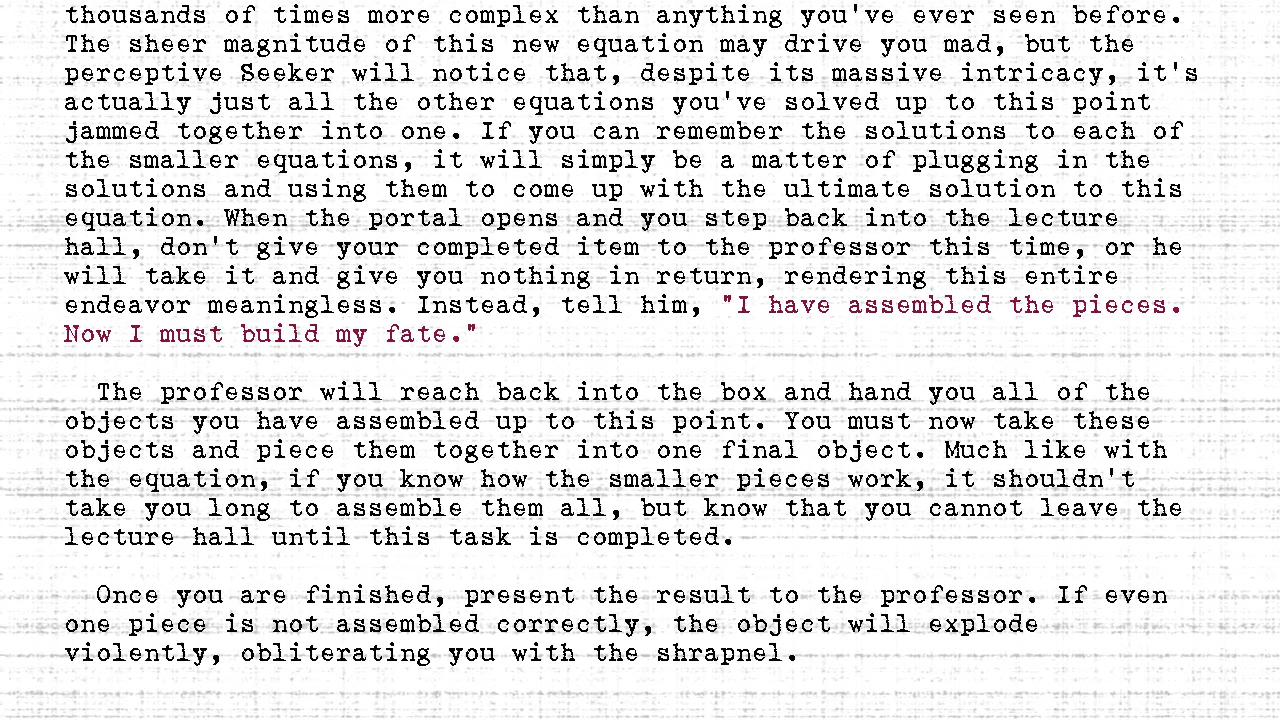 thousands of times more complex than anything you've ever seen before.
The sheer magnitude of this new equation may drive you mad, but the
perceptive Seeker will notice that, despite its massive intricacy, it's
actually just all the other equations you've solved up to this point
jammed together into one. If you can remember the solutions to each of
the smaller equations, it will simply be a matter of plugging in the
solutions and using them to come up with the ultimate solution to this
equation. When the portal opens and you step back into the lecture
hall, don't give your completed item to the professor this time, or he
will take it and give you nothing in return, rendering this entire
endeavor meaningless. Instead, tell him, "I have assembled the pieces.
Now I must build my fate."
The professor will reach back into the box and hand you all of the
objects you have assembled up to this point. You must now take these
objects and piece them together into one final object. Much like with
the equation, if you know how the smaller pieces work, it shouldn't
take you long to assemble them all, but know that you cannot leave the
lecture hall until this task is completed.
Once you are finished, present the result to the professor. If even
one piece is not assembled correctly, the object will explode
violently, obliterating you with the shrapnel.